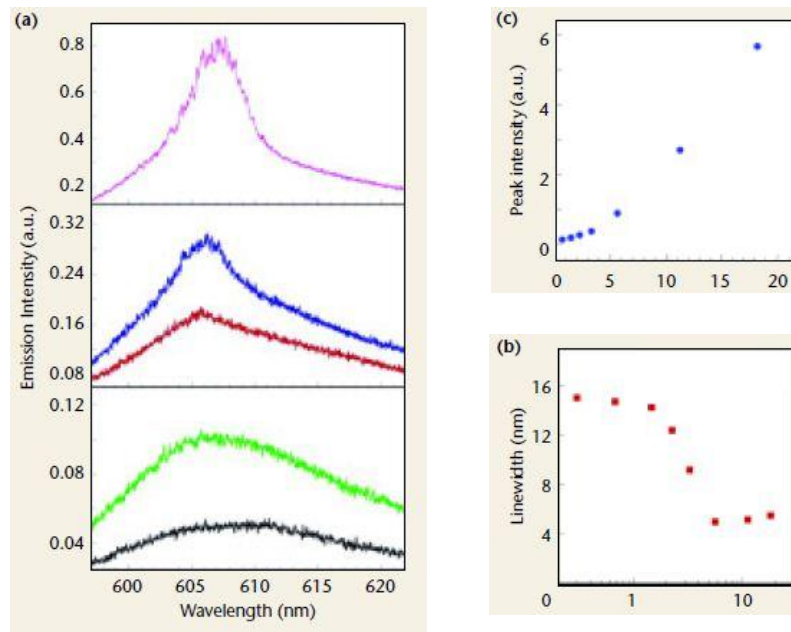 (a)
0.8
0.6
0.4
0.2
0.32
0.24
0.16
0.08
0.12
0.08
0.04
600 605 610 615 620
Wavelength (nm)
Emission Intensity (a.u.)
(c)
6
4
2
0
0 5 10 15 20
Peak intensity (a.u.)
(b)
16
12
8
4
0 1 10
Linewidth (nm)